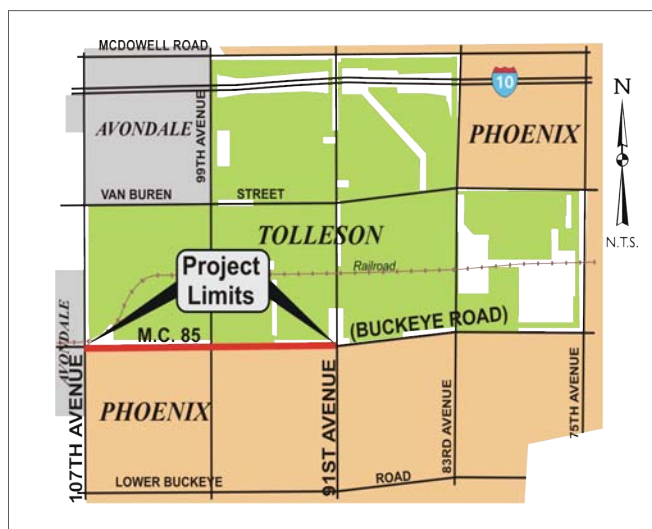 MCDOWELL ROAD
10
N
AVONDALE
99TH AVENUE
PHOENIX
VAN BUREN STREET
N.T.S.
TOLLESON
Project
Limits
Railroad
AVONDALE
M.C. 85
(BUCKEYE ROAD)
107TH AVENUE
PHOENIX
91ST AVENUE
83RD AVENUE
75TH AVENUE
LOWER BUCKEYE ROAD